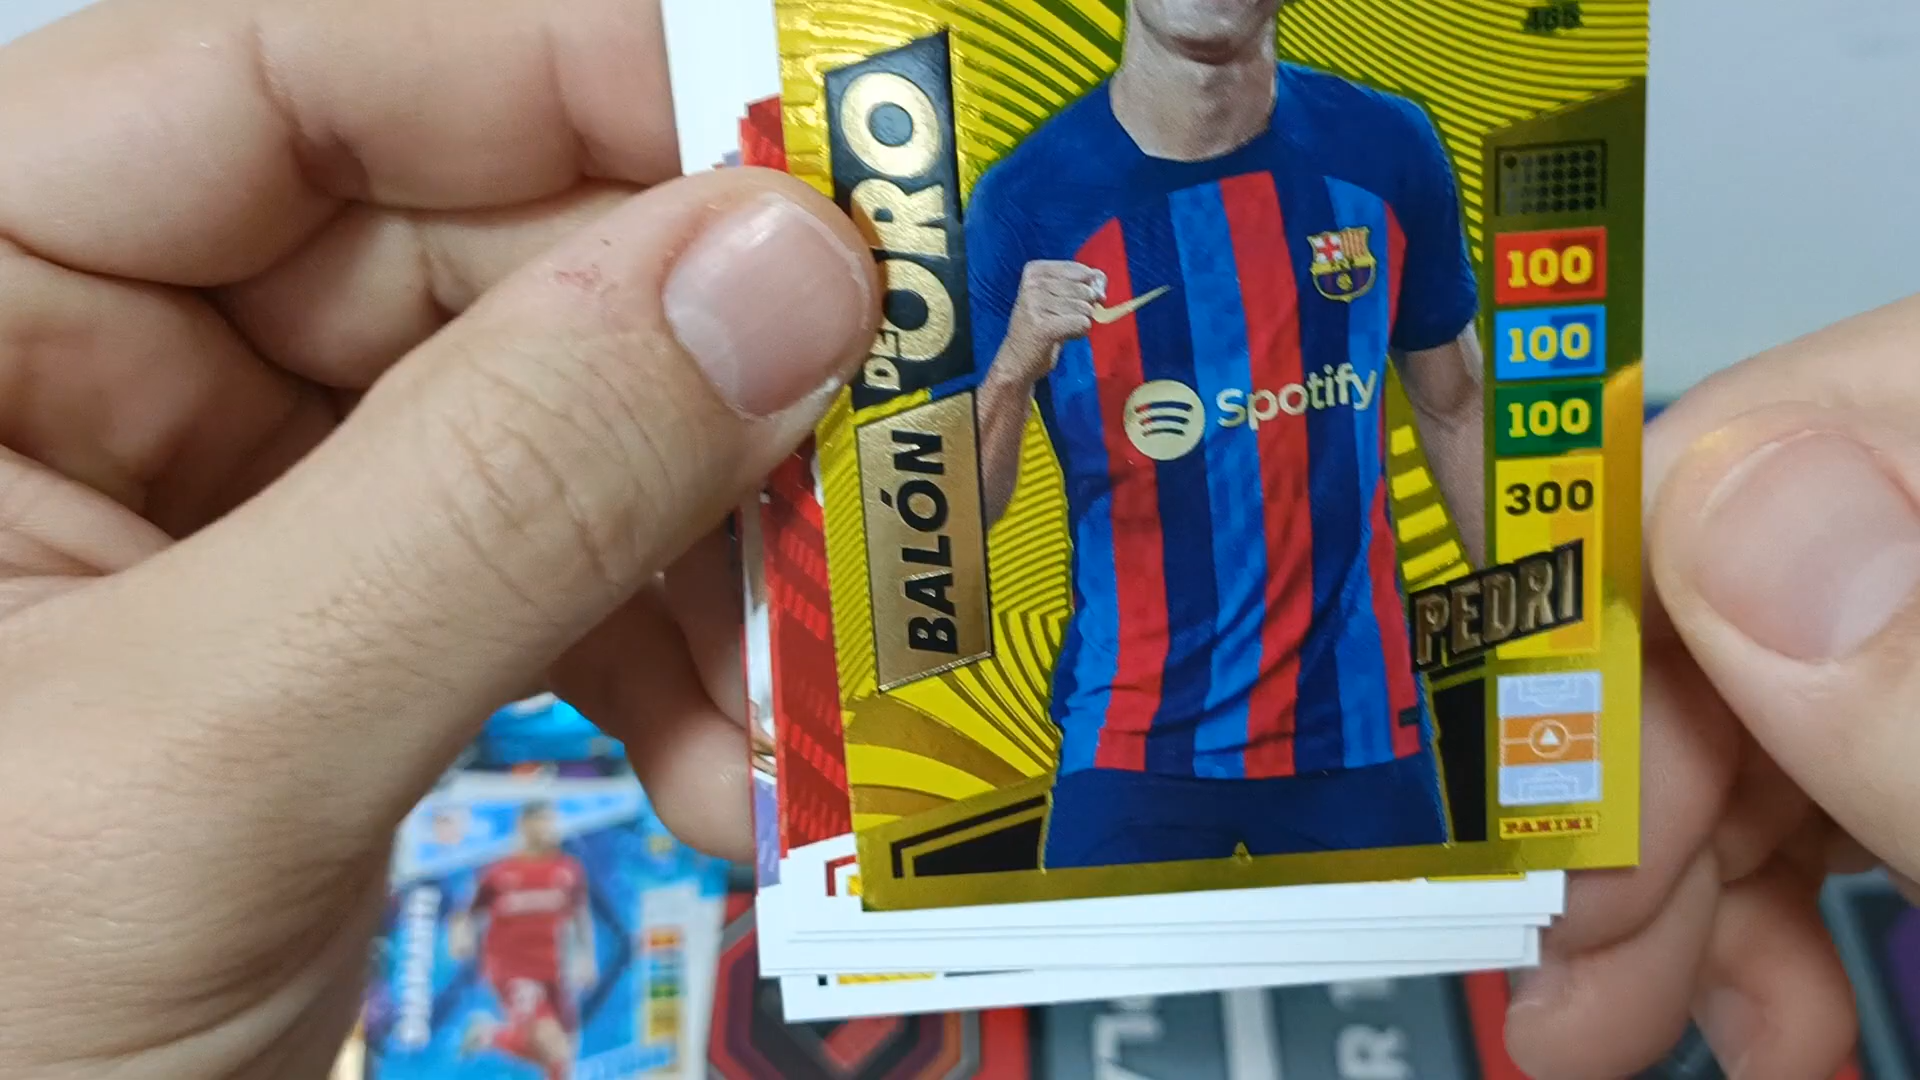 BALÓN
DE ORO
Spotify
100
100
100
300
PEDRI
PANINI